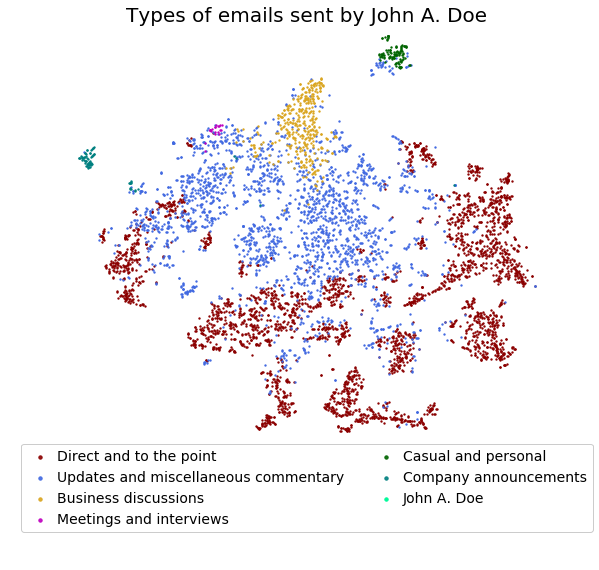 Types of emails sent by John A. Doe
Direct and to the point
Updates and miscellaneous commentary
Business discussions
Meetings and interviews
Casual and personal
Company announcements
John A. Doe